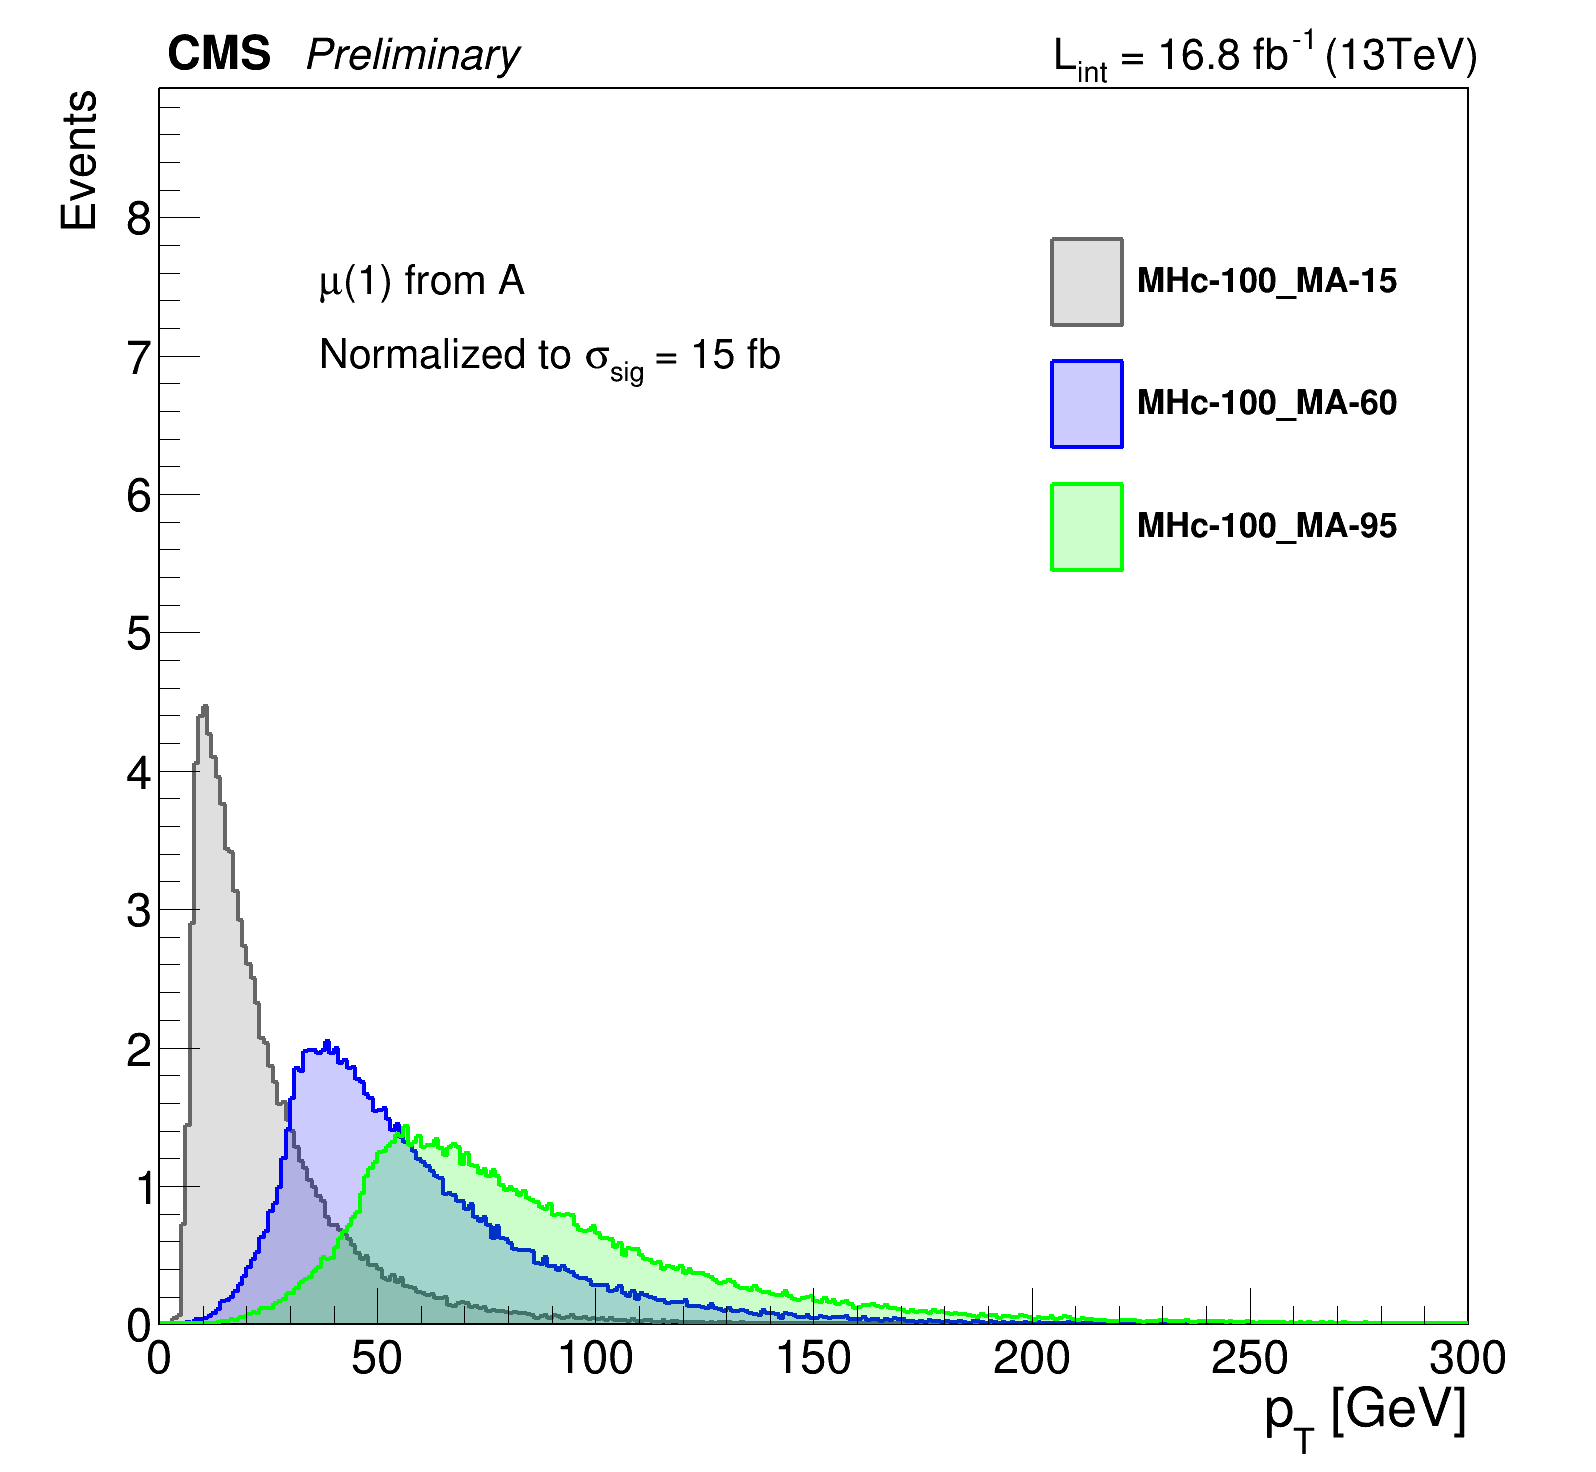 CMS Preliminary L_int = 16.8 fb^-1 (13TeV)
Events
μ(1) from A
Normalized to σ_sig = 15 fb
MHc-100_MA-15
MHc-100_MA-60
MHc-100_MA-95
8
7
6
5
4
3
2
1
0
0 50 100 150 200 250 300
p_T [GeV]